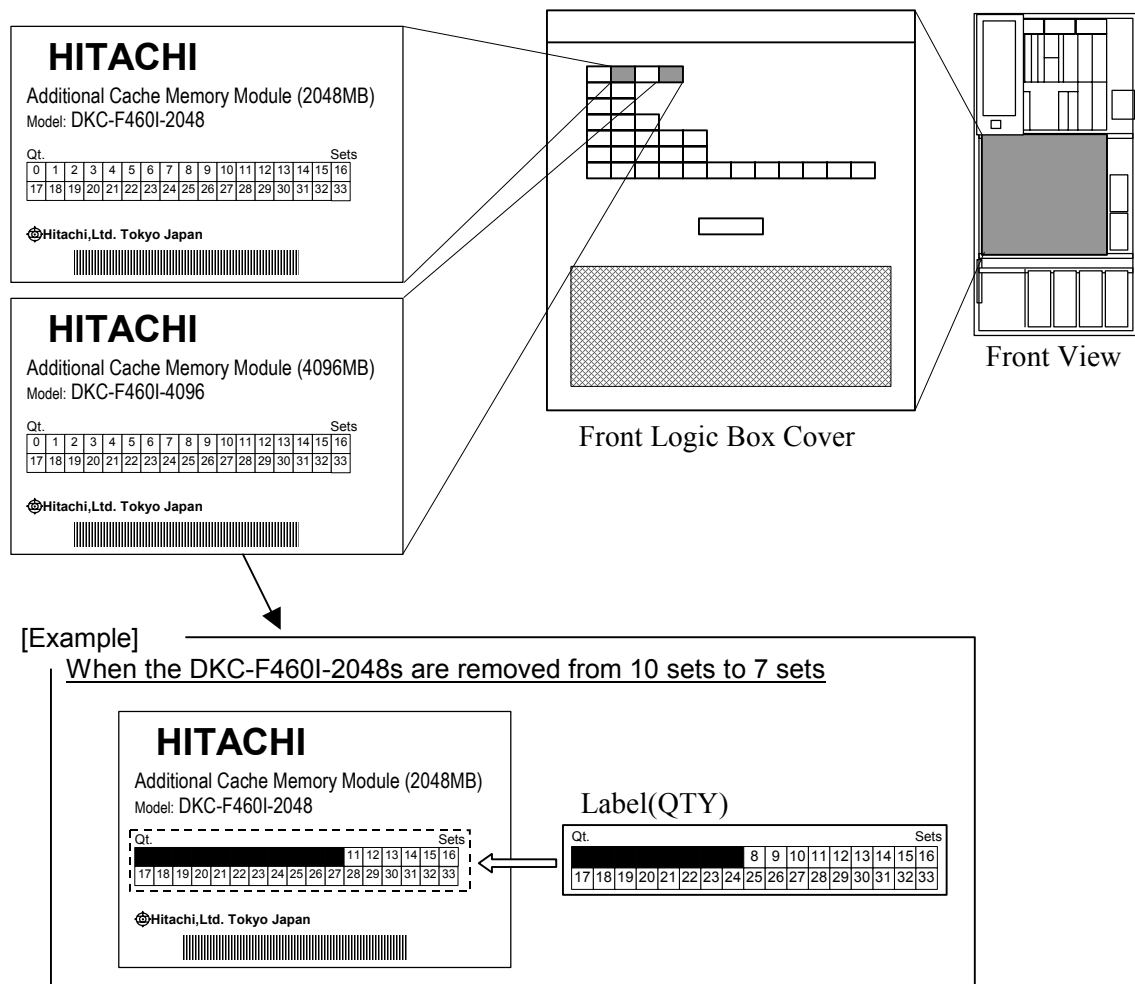 HITACHI
Additional Cache Memory Module (2048MB)
Model: DKC-F460I-2048
Qt. Sets
0 1 2 3 4 5 6 7 8 9 10 11 12 13 14 15 16
17 18 19 20 21 22 23 24 25 26 27 28 29 30 31 32 33
Hitachi,Ltd. Tokyo Japan
HITACHI
Additional Cache Memory Module (4096MB)
Model: DKC-F460I-4096
Qt. Sets
0 1 2 3 4 5 6 7 8 9 10 11 12 13 14 15 16
17 18 19 20 21 22 23 24 25 26 27 28 29 30 31 32 33
Hitachi,Ltd. Tokyo Japan
Front Logic Box Cover
Front View
[Example]
When the DKC-F460I-2048s are removed from 10 sets to 7 sets
HITACHI
Additional Cache Memory Module (2048MB)
Model: DKC-F460I-2048
Qt. Sets
11 12 13 14 15 16
17 18 19 20 21 22 23 24 25 26 27 28 29 30 31 32 33
Hitachi,Ltd. Tokyo Japan
Label(QTY)
Qt. Sets
8 9 10 11 12 13 14 15 16
17 18 19 20 21 22 23 24 25 26 27 28 29 30 31 32 33